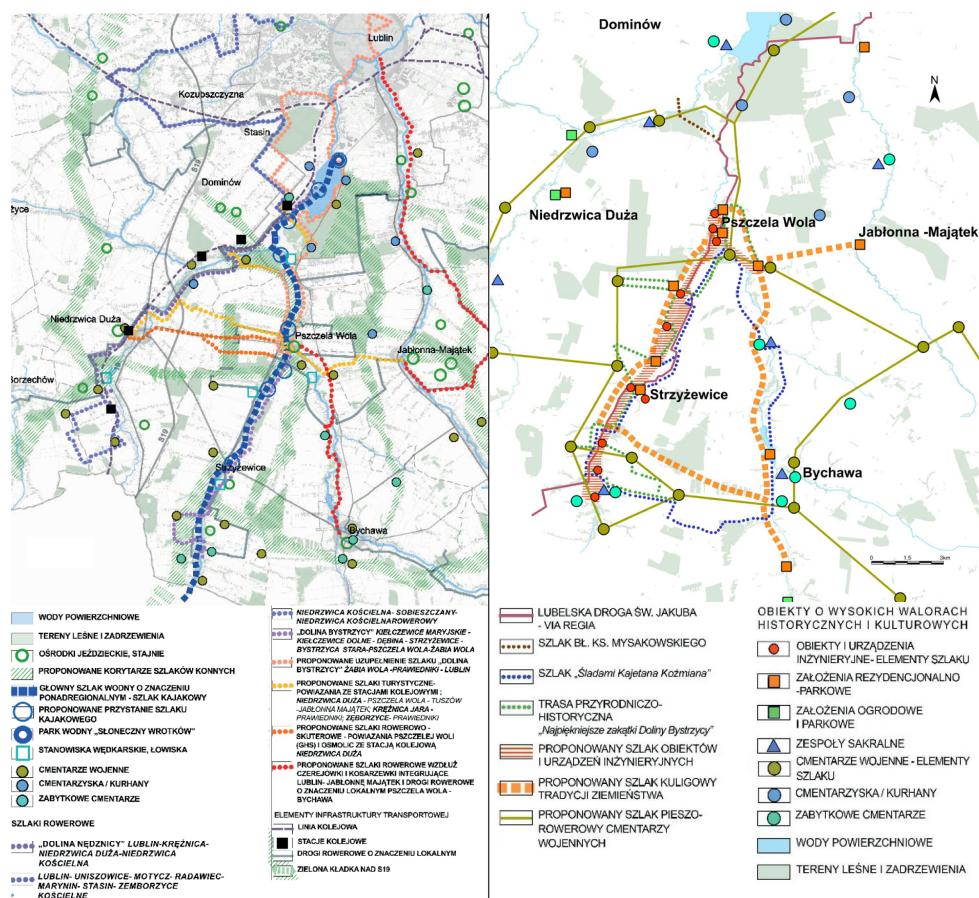 Lublin
Kozubszczyzna
Stasin
S19
Dominów
życe
Niedrzwica Duża
Pszczela Wola
Jabłonna-Majątek
Borzechów
S19
Strzyżewice
Bychawa
WODY POWIERZCHNIOWE
TERENY LEŚNE I ZADRZEWIENIA
OŚRODKI JEŹDZIECKIE, STAJNIE
PROPONOWANE KORYTARZE SZLAKÓW KONNYCH
GŁÓWNY SZLAK WODNY O ZNACZENIU
PONADREGIONALNYM - SZLAK KAJAKOWY
PROPONOWANE PRZYSTANIE SZLAKU
KAJAKOWEGO
PARK WODNY „SŁONECZNY WROTKÓW"
STANOWISKA WĘDKARSKIE, ŁOWISKA
CMENTARZE WOJENNE
CMENTARZYSKA / KURHANY
ZABYTKOWE CMENTARZE
SZLAKI ROWEROWE
„DOLINA NĘDZNICY" LUBLIN-KRĘŻNICA-
NIEDRZWICA DUŻA-NIEDRZWICA
KOŚCIELNA
LUBLIN- UNISZOWICE- MOTYCZ- RADAWIEC-
MARYNIN- STASIN- ZEMBORZYCE
KOŚCIELNE
NIEDRZWICA KOŚCIELNA- SOBIESZCZANY-
NIEDRZWICA KOŚCIELNAROWEROWY
„DOLINA BYSTRZYCY" KIEŁCZEWICE MARYJSKIE -
KIEŁCZEWICE DOLNE - DĘBINA - STRZYŻEWICE -
BYSTRZYCA STARA-PSZCZELA WOLA-ŻABIA WOLA
PROPONOWANE UZUPEŁNIENIE SZLAKU „DOLINA
BYSTRZYCY" ŻABIA WOLA -PRAWIEDNIKI - LUBLIN
PROPONOWANE SZLAKI TURYSTYCZNE-
POWIĄZANIA ZE STACJAMI KOLEJOWYMI ;
NIEDRZWICA DUŻA - PSZCZELA WOLA - TUSZÓW
-JABŁONNA MAJĄTEK; KRĘŻNICA JARA -
PRAWIEDNIKI; ZĘBORZYCE- PRAWIEDNIKI
PROPONOWANE SZLAKI ROWEROWO -
-SKUTEROWE - POWIĄZANIA PSZCZELEJ WOLI
(GHS) I OSMOLIC ZE STACJĄ KOLEJOWĄ
NIEDRZWICA DUŻA
PROPONOWANE SZLAKI ROWEROWE WZDŁUŻ
CZEREJÓWKI I KOSARZEWKI INTEGRUJĄCE
LUBLIN- JABŁONNĘ MAJĄTEK I DROGI ROWEROWE
O ZNACZENIU LOKALNYM PSZCZELA WOLA -
BYCHAWA
ELEMENTY INFRASTRUKTURY TRANSPORTOWEJ
LINIA KOLEJOWA
STACJE KOLEJOWE
DROGI ROWEROWE O ZNACZENIU LOKALNYM
ZIELONA KŁADKA NAD S19
Dominów
N
Niedrzwica Duża
Pszczela Wola
Jabłonna -Majątek
Strzyżewice
Bychawa
0 1.5 3km
LUBELSKA DROGA ŚW. JAKUBA
- VIA REGIA
SZLAK BŁ. KS. MYSAKOWSKIEGO
SZLAK „Śladami Kajetana Koźmiana"
TRASA PRZYRODNICZO-
HISTORYCZNA
„Najpiękniejsze zakątki Doliny Bystrzycy"
PROPONOWANY SZLAK OBIEKTÓW
I URZĄDZEŃ INŻYNIERYJNYCH
PROPONOWANY SZLAK KULIGOWY
TRADYCJI ZIEMIEŃSTWA
PROPONOWANY SZLAK PIESZO-
ROWEROWY CMENTARZY
WOJENNYCH
OBIEKTY O WYSOKICH WALORACH
HISTORYCZNYCH I KULTUROWYCH
OBIEKTY I URZĄDZENIA
INŻYNIERYJNE- ELEMENTY SZLAKU
ZAŁOŻENIA REZYDENCJONALNO
-PARKOWE
ZAŁOŻENIA OGRODOWE
I PARKOWE
ZESPOŁY SAKRALNE
CMENTARZE WOJENNE - ELEMENTY
SZLAKU
CMENTARZYSKA / KURHANY
ZABYTKOWE CMENTARZE
WODY POWIERZCHNIOWE
TERENY LEŚNE I ZADRZEWIENIA